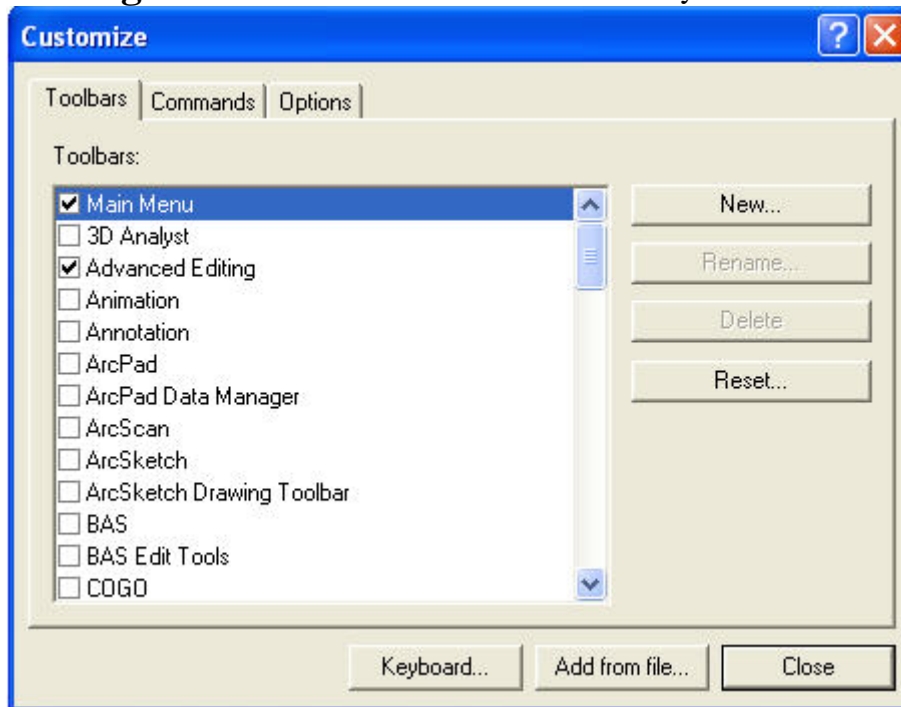 Customize
Toolbars Commands Options
Toolbars:
Main Menu
3D Analyst
Advanced Editing
Animation
Annotation
ArcPad
ArcPad Data Manager
ArcScan
ArcSketch
ArcSketch Drawing Toolbar
BAS
BAS Edit Tools
COGO
New...
Rename...
Delete
Reset...
Keyboard... Add from file... Close